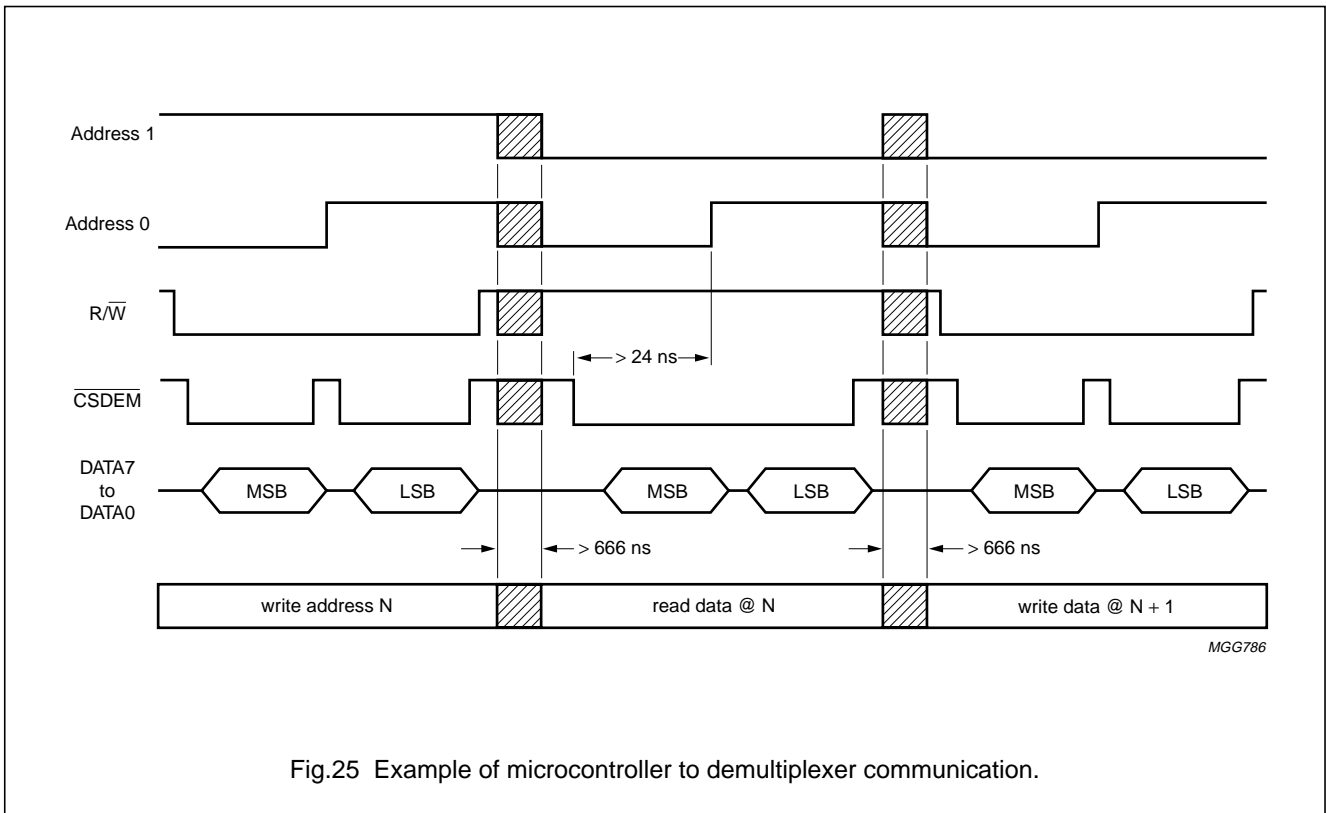 Address 1
Address 0
R/W̅
> 24 ns
C̅S̅D̅E̅M̅
DATA7
to
DATA0
MSB LSB MSB LSB MSB LSB
> 666 ns > 666 ns
write address N read data @ N write data @ N + 1
MGG786
Fig.25 Example of microcontroller to demultiplexer communication.